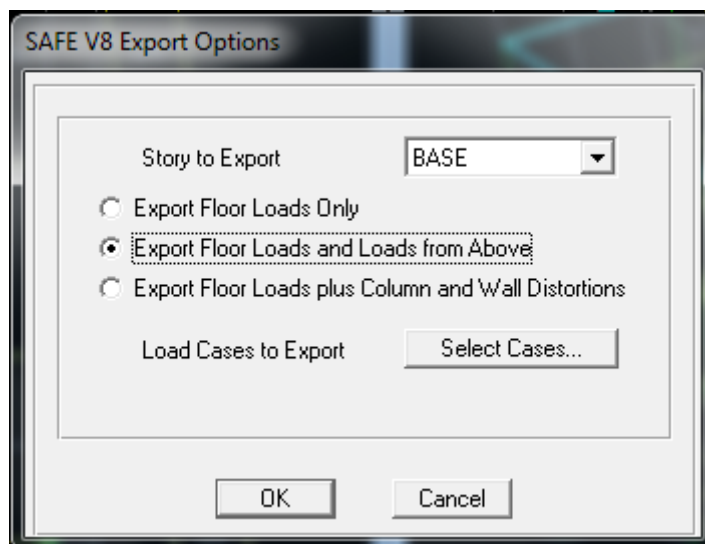 SAFE V8 Export Options
Story to Export BASE
Export Floor Loads Only
Export Floor Loads and Loads from Above
Export Floor Loads plus Column and Wall Distortions
Load Cases to Export Select Cases...
OK Cancel